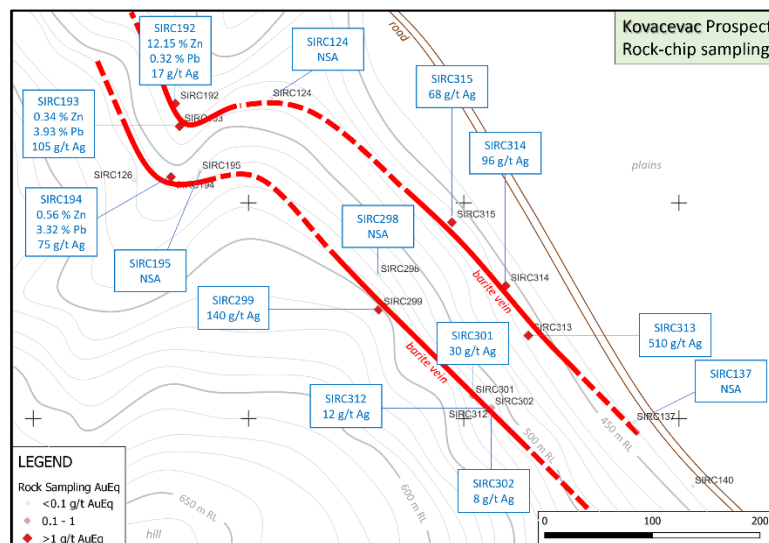 Kovacevac Prospect
Rock-chip sampling
SIRC192
12.15 % Zn
0.32 % Pb
17 g/t Ag
SIRC124
NSA
road
SIRC315
68 g/t Ag
SIRC193
0.34 % Zn
3.93 % Pb
105 g/t Ag
SIRC192
SIRC124
SIRC314
96 g/t Ag
plains
SIRC195
SIRC126
SIRC194
SIRC194
0.56 % Zn
3.32 % Pb
75 g/t Ag
SIRC195
NSA
SIRC298
NSA
SIRC315
barite vein
SIRC298
SIRC314
SIRC299
140 g/t Ag
SIRC299
SIRC313
SIRC313
510 g/t Ag
barite vein
SIRC301
30 g/t Ag
SIRC137
NSA
SIRC312
12 g/t Ag
SIRC301
SIRC302
SIRC312
SIRC137
450 m RL
500 m RL
600 m RL
650 m RL
SIRC302
8 g/t Ag
SIRC140
hill
LEGEND
Rock Sampling AuEq
<0.1 g/t AuEq
0.1 - 1
>1 g/t AuEq
0 100 200